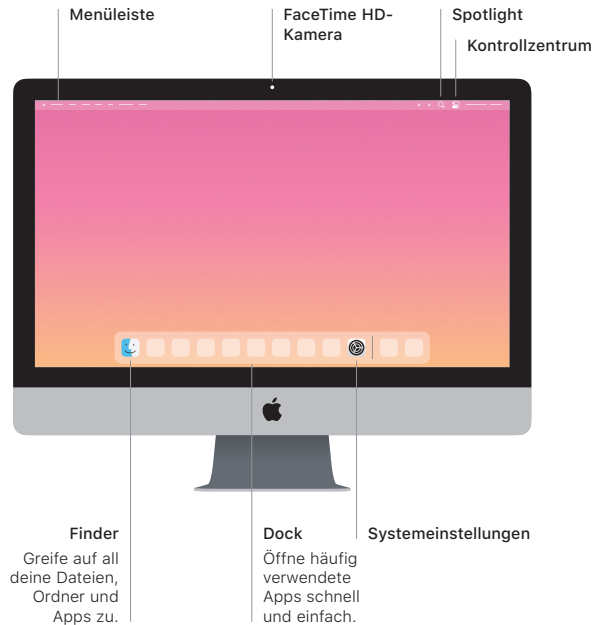 Menüleiste
FaceTime HD-
Kamera
Spotlight
Kontrollzentrum
Finder
Greife auf all
deine Dateien,
Ordner und
Apps zu.
Dock
Öffne häufig
verwendete
Apps schnell
und einfach.
Systemeinstellungen